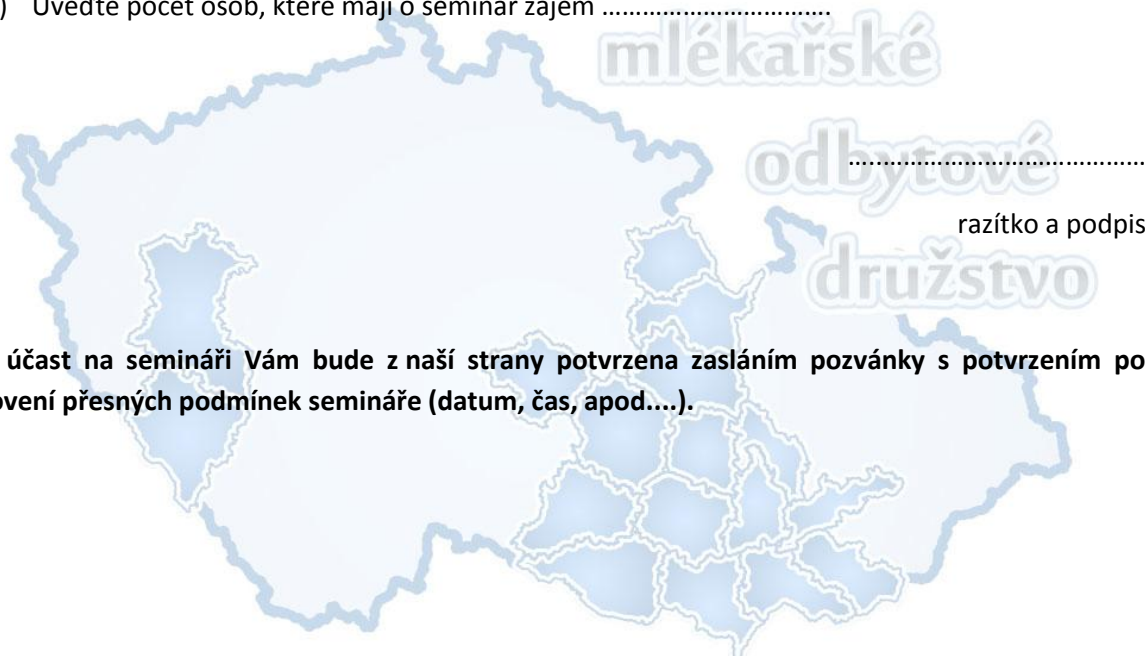 ) Uveďte počet osob, které mají o seminář zájem …………………………….
mlékařské
odbytové
………………………………………
razítko a podpis
družstvo
účast na semináři Vám bude z naší strany potvrzena zasláním pozvánky s potvrzením po
ovení přesných podmínek semináře (datum, čas, apod....).